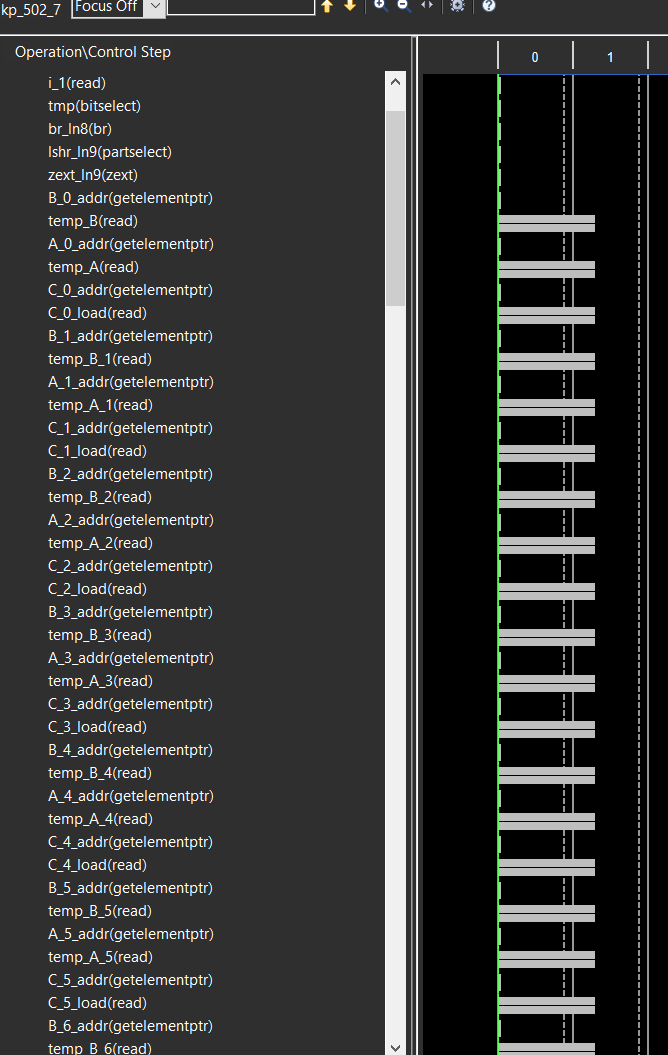 kp_502_7 Focus Off
Operation\Control Step
0 1
i_1(read)
tmp(bitselect)
br_ln8(br)
lshr_ln9(partselect)
zext_ln9(zext)
B_0_addr(getelementptr)
temp_B(read)
A_0_addr(getelementptr)
temp_A(read)
C_0_addr(getelementptr)
C_0_load(read)
B_1_addr(getelementptr)
temp_B_1(read)
A_1_addr(getelementptr)
temp_A_1(read)
C_1_addr(getelementptr)
C_1_load(read)
B_2_addr(getelementptr)
temp_B_2(read)
A_2_addr(getelementptr)
temp_A_2(read)
C_2_addr(getelementptr)
C_2_load(read)
B_3_addr(getelementptr)
temp_B_3(read)
A_3_addr(getelementptr)
temp_A_3(read)
C_3_addr(getelementptr)
C_3_load(read)
B_4_addr(getelementptr)
temp_B_4(read)
A_4_addr(getelementptr)
temp_A_4(read)
C_4_addr(getelementptr)
C_4_load(read)
B_5_addr(getelementptr)
temp_B_5(read)
A_5_addr(getelementptr)
temp_A_5(read)
C_5_addr(getelementptr)
C_5_load(read)
B_6_addr(getelementptr)
temp_B_6(read)